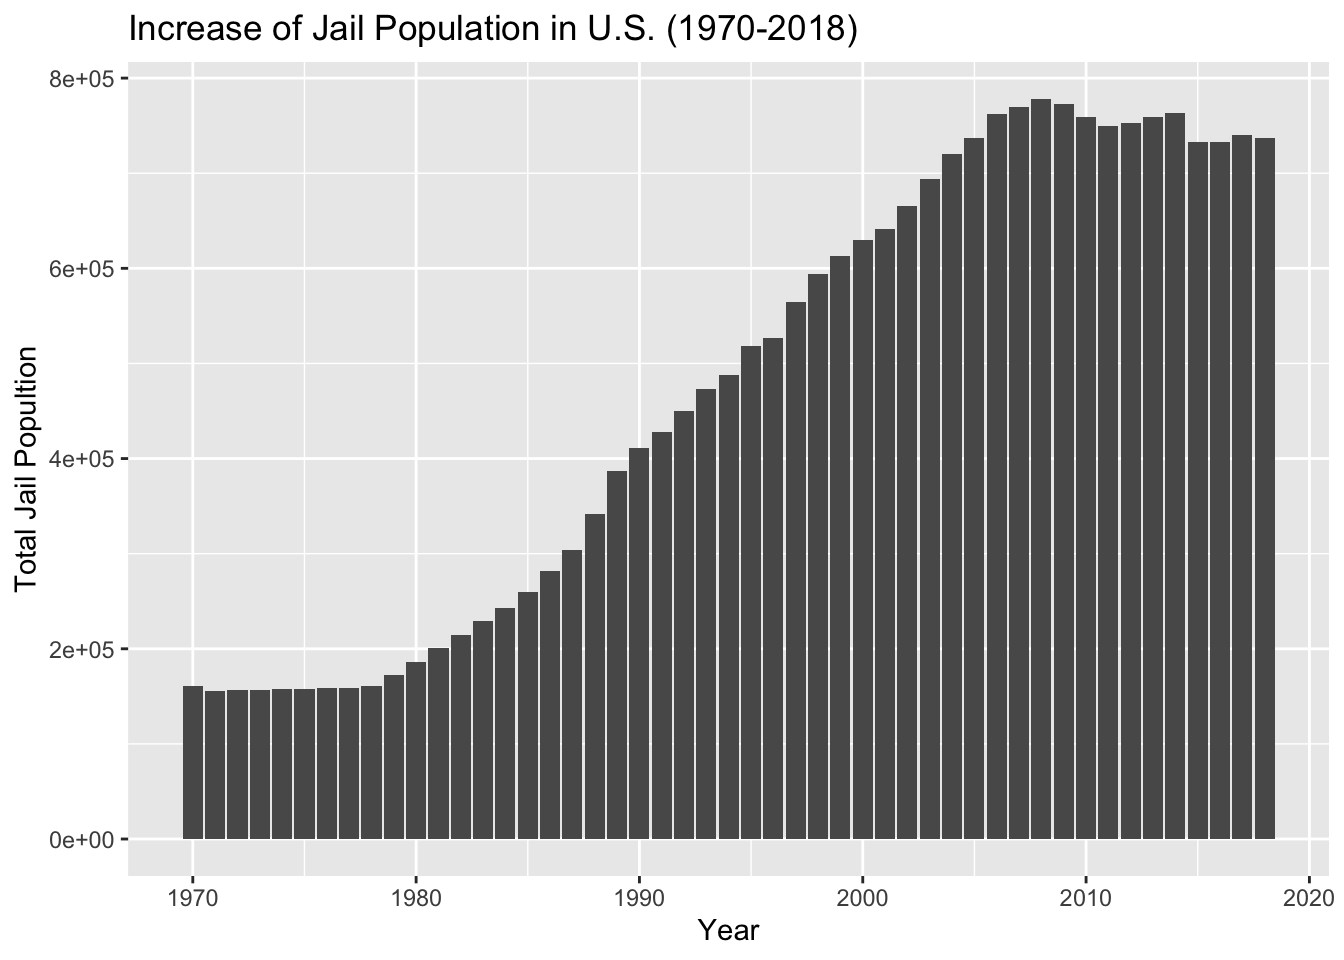 Increase of Jail Population in U.S. (1970-2018)
8e+05
6e+05
4e+05
2e+05
0e+00
Total Jail Popultion
1970 1980 1990 2000 2010 2020
Year